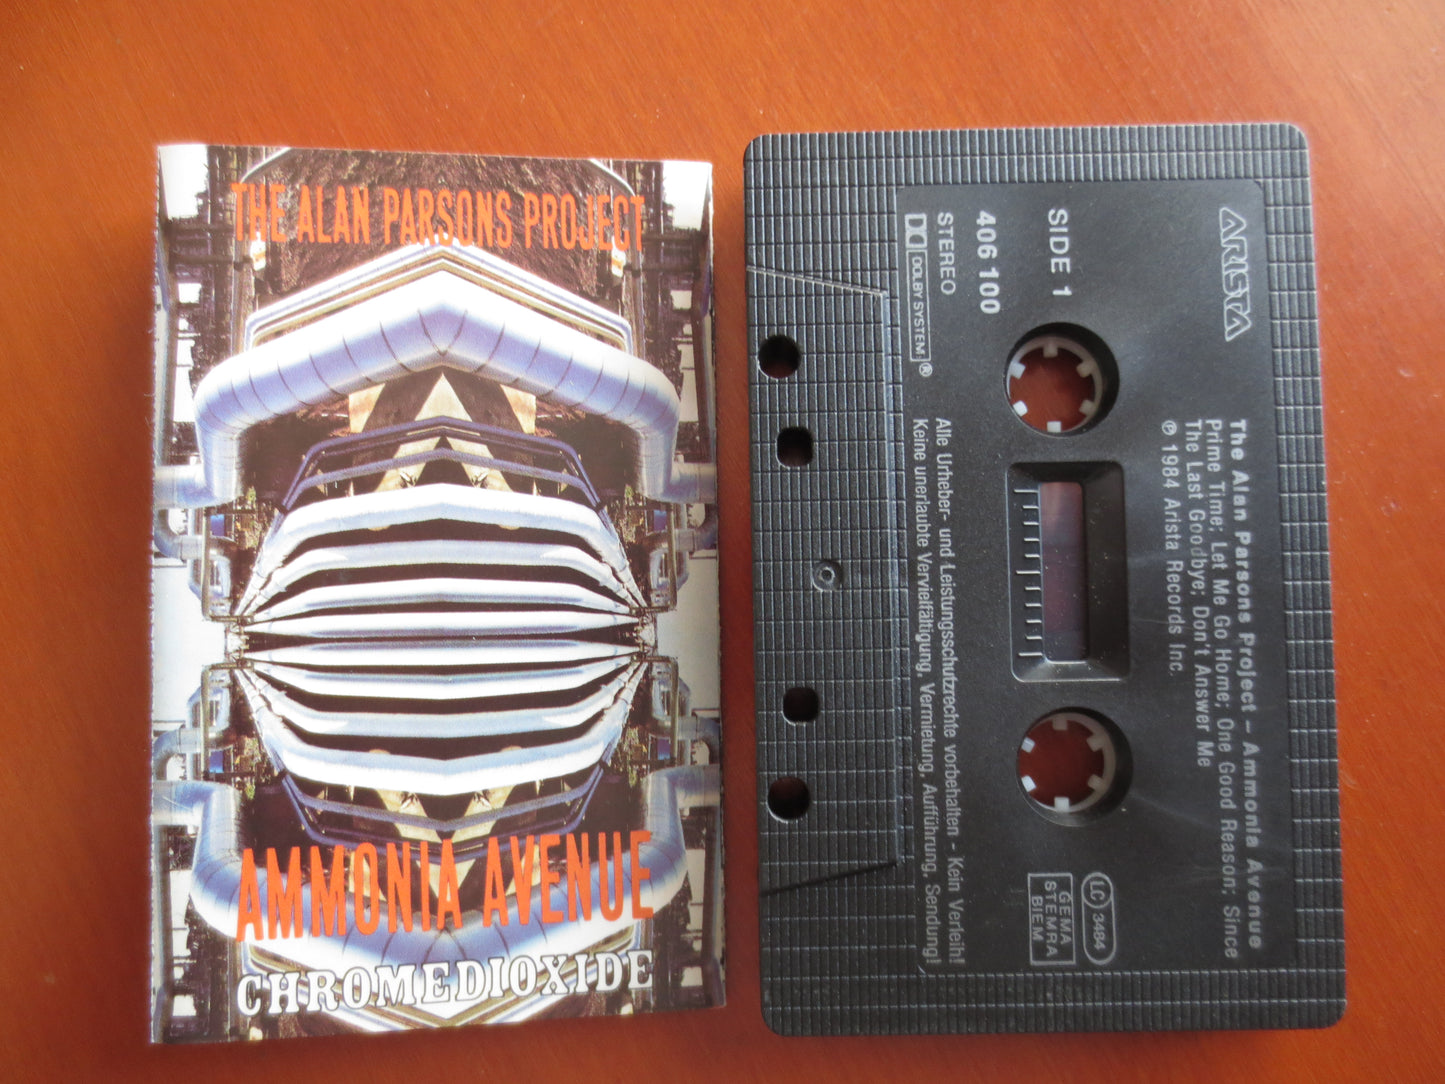 THE ALAN PARSONS PROJECT
AMMONIA AVENUE
CHROMEDIOXIDE
ARISTA
SIDE 1
406 100
STEREO
DOLBY SYSTEM ®
The Alan Parsons Project – Ammonia Avenue
Prime Time; Let Me Go Home; One Good Reason; Since
The Last Goodbye; Don't Answer Me
℗ 1984 Arista Records Inc.
LC 3484
GEMA
STEMRA
BIEM
Alle Urheber- und Leistungsschutzrechte vorbehalten - Kein Verleih!
Keine unerlaubte Vervielfältigung, Vermietung, Aufführung, Sendung!